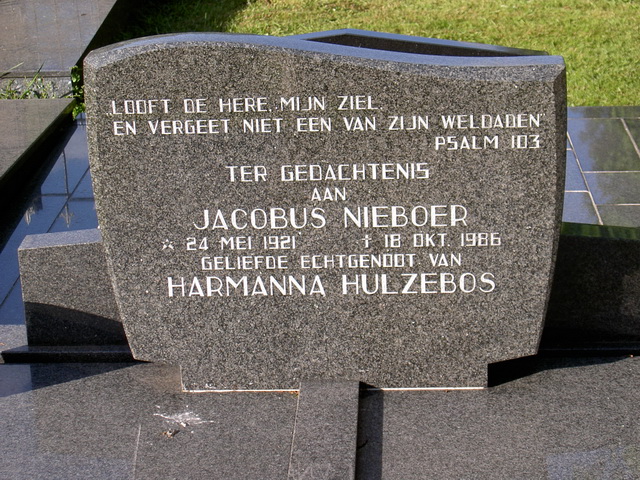 „LOOFT DE HERE, MIJN ZIEL,
EN VERGEET NIET EEN VAN ZIJN WELDADEN"
PSALM 103
TER GEDACHTENIS
AAN
JACOBUS NIEBOER
☆ 24 MEI 1921 † 18 OKT. 1986
GELIEFDE ECHTGENOOT VAN
HARMANNA HULZEBOS